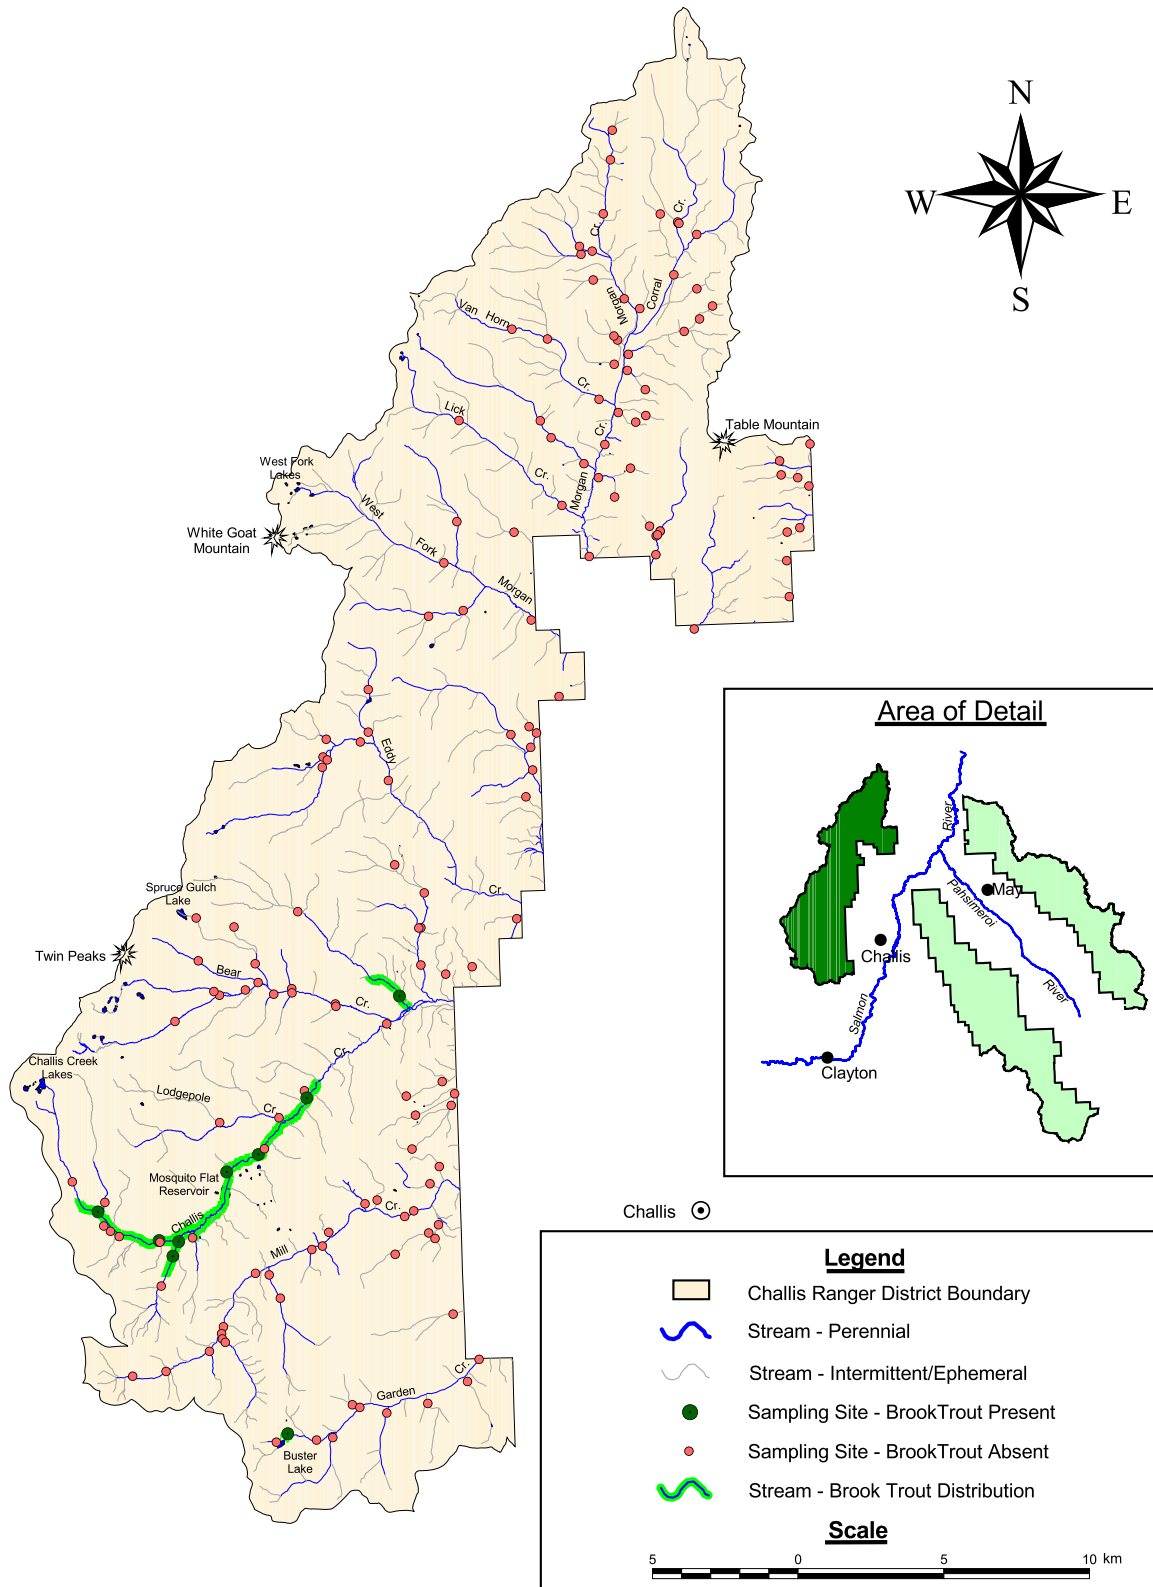 N
W
E
S
Cr.
Cr.
Morgan
Corral
Van Horn
Cr.
Lick
Cr.
Cr.
Morgan
Table Mountain
West Fork
Lakes
White Goat
Mountain
West
Fork
Morgan
Eddy
Cr.
Spruce Gulch
Lake
Twin Peaks
Bear
Cr.
Cr.
Challis Creek
Lakes
Lodgepole
Cr.
Mosquito Flat
Reservoir
Challis
Mill
Cr.
Garden
Cr.
Buster
Lake
Area of Detail
River
May
Pahsimeroi
Challis
River
Salmon
Clayton
Challis
Legend
Challis Ranger District Boundary
Stream - Perennial
Stream - Intermittent/Ephemeral
Sampling Site - BrookTrout Present
Sampling Site - BrookTrout Absent
Stream - Brook Trout Distribution
Scale
5 0 5 10 km